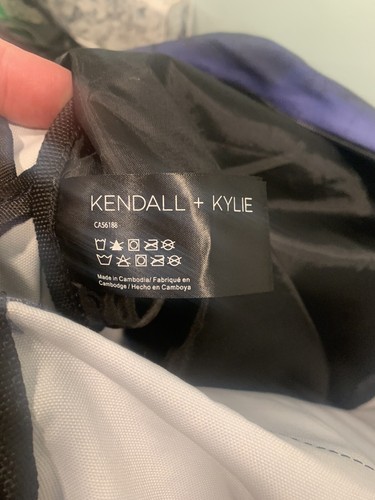 KENDALL + KYLIE
CA56188
Made in Cambodia/ Fabriqué en
Cambodge / Hecho en Camboya